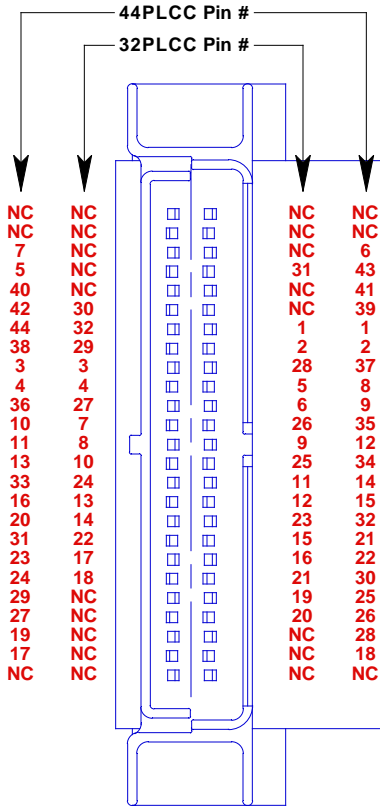 44PLCC Pin #
32PLCC Pin #
NC NC NC NC
NC NC NC NC
7 NC NC 6
5 NC 31 43
40 NC NC 41
42 30 NC 39
44 32 1 1
38 29 2 2
3 3 28 37
4 4 5 8
36 27 6 9
10 7 26 35
11 8 9 12
13 10 25 34
33 24 11 14
16 13 12 15
20 14 23 32
31 22 15 21
23 17 16 22
24 18 21 30
29 NC 19 25
27 NC 20 26
19 NC NC 28
17 NC NC 18
NC NC NC NC